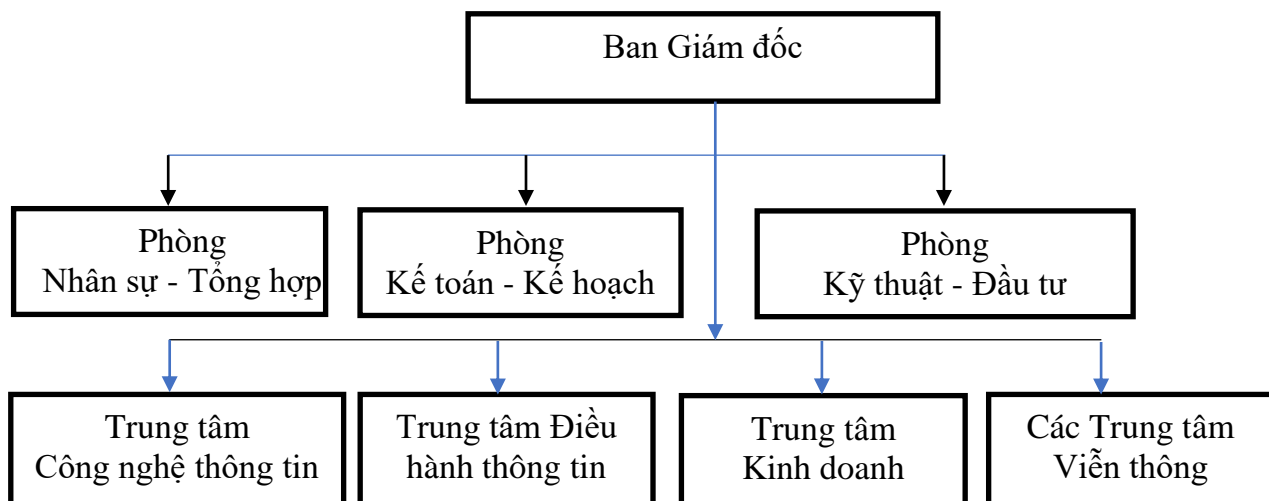 Ban Giám đốc
Phòng
Nhân sự - Tổng hợp
Phòng
Kế toán - Kế hoạch
Phòng
Kỹ thuật - Đầu tư
Trung tâm
Công nghệ thông tin
Trung tâm Điều
hành thông tin
Trung tâm
Kinh doanh
Các Trung tâm
Viễn thông